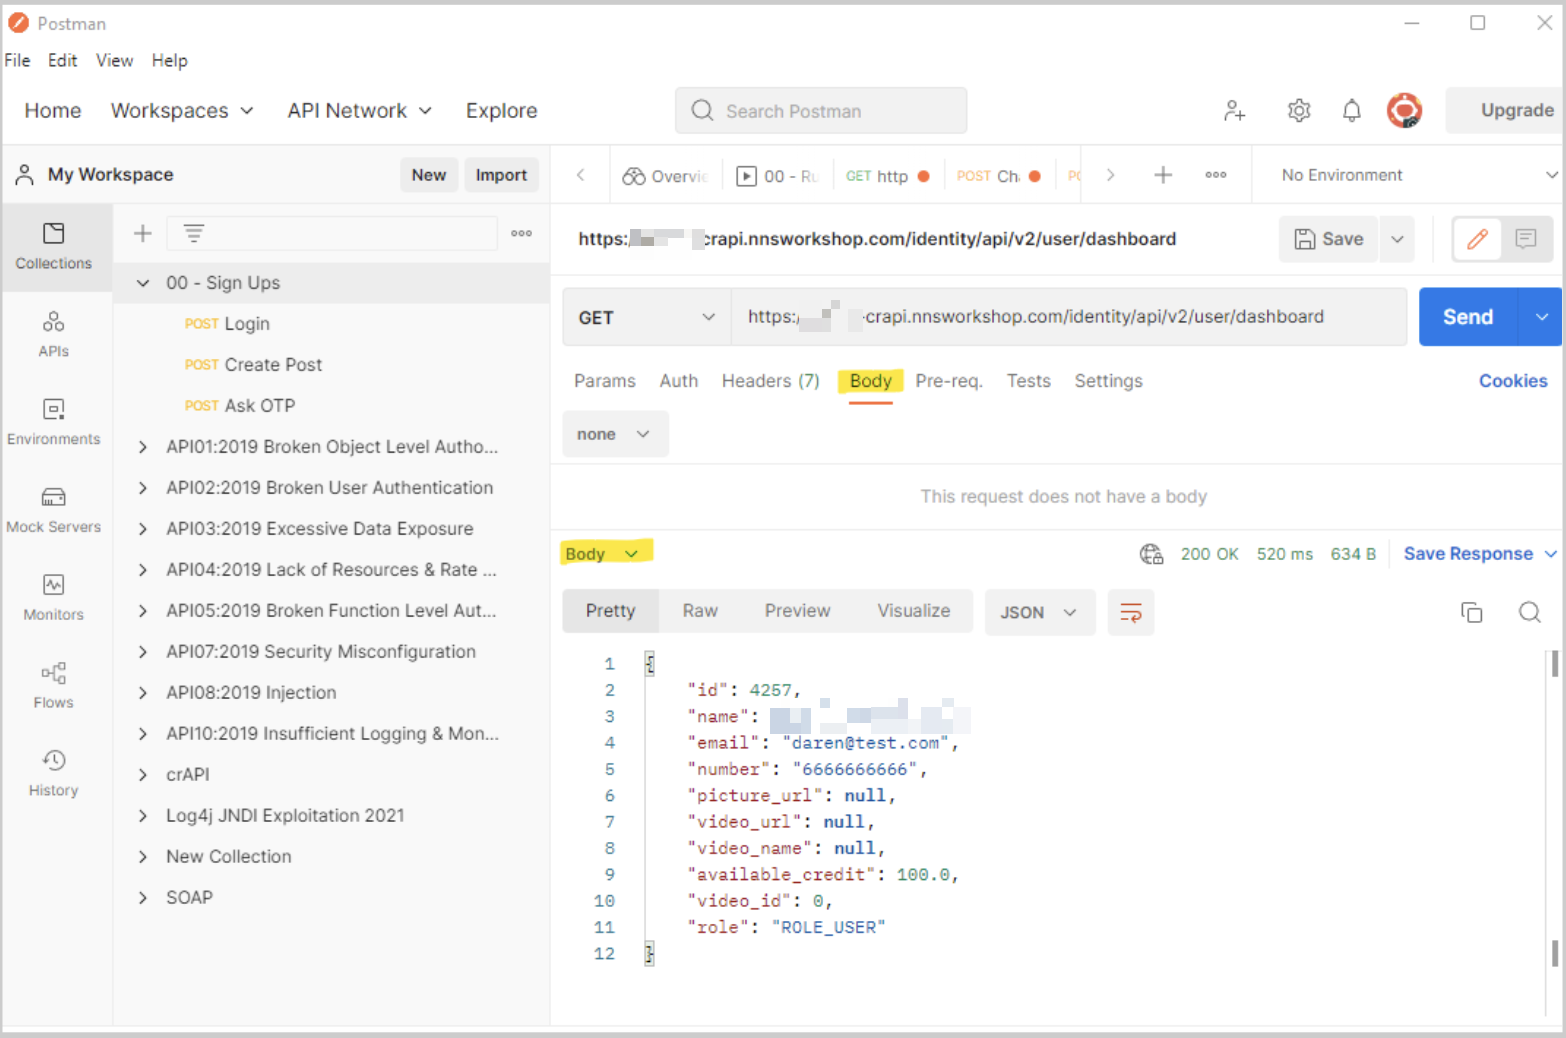 Postman
File Edit View Help
Home Workspaces API Network Explore Search Postman Upgrade
My Workspace New Import
Overvie 00 - Ru GET http POST Cha PO No Environment
Collections
APIs
Environments
Mock Servers
Monitors
Flows
History
00 - Sign Ups
POST Login
POST Create Post
POST Ask OTP
API01:2019 Broken Object Level Autho...
API02:2019 Broken User Authentication
API03:2019 Excessive Data Exposure
API04:2019 Lack of Resources & Rate ...
API05:2019 Broken Function Level Aut...
API07:2019 Security Misconfiguration
API08:2019 Injection
API10:2019 Insufficient Logging & Mon...
crAPI
Log4j JNDI Exploitation 2021
New Collection
SOAP
https:/ crapi.nnsworkshop.com/identity/api/v2/user/dashboard Save
GET https:/ -crapi.nnsworkshop.com/identity/api/v2/user/dashboard Send
Params Auth Headers (7) Body Pre-req. Tests Settings Cookies
none
This request does not have a body
Body 200 OK 520 ms 634 B Save Response
Pretty Raw Preview Visualize JSON
1 {
2 "id": 4257,
3 "name":
4 "email": "daren@test.com",
5 "number": "6666666666",
6 "picture_url": null,
7 "video_url": null,
8 "video_name": null,
9 "available_credit": 100.0,
10 "video_id": 0,
11 "role": "ROLE_USER"
12 }